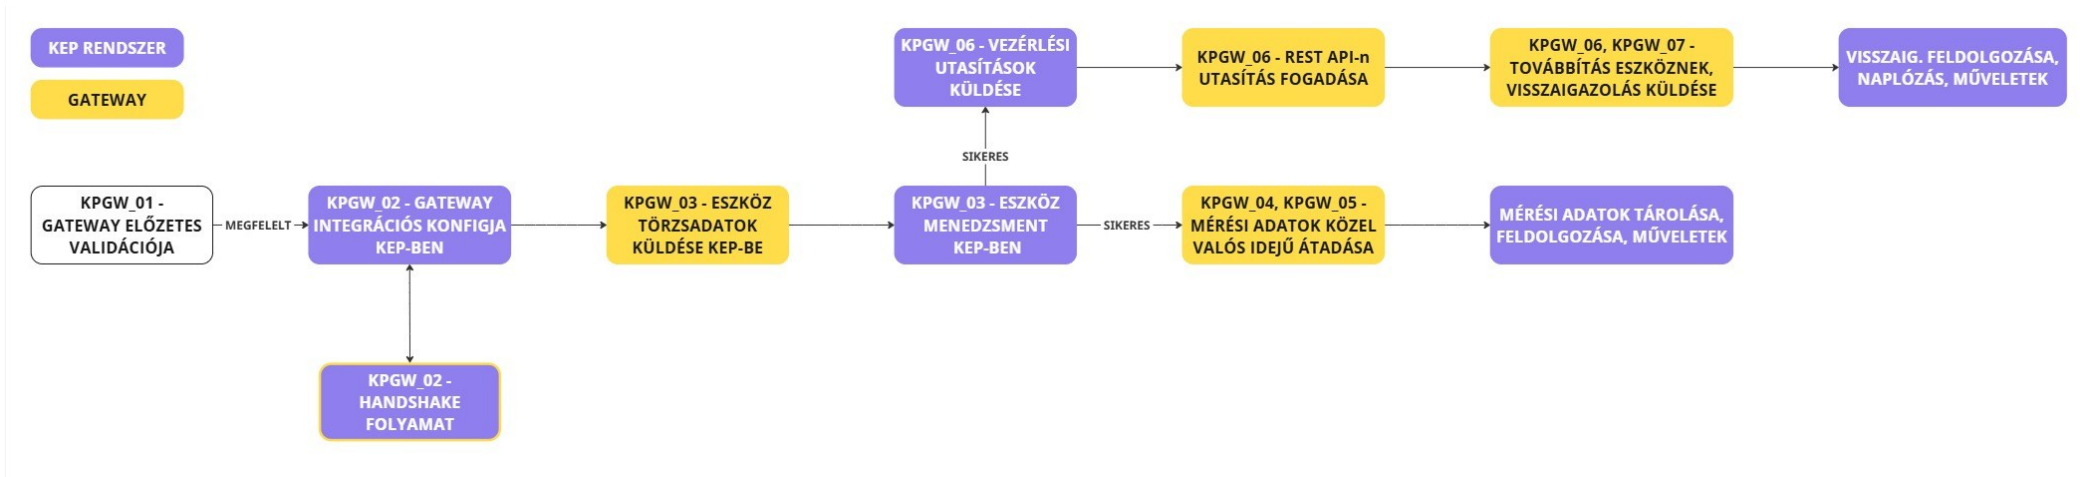 KEP RENDSZER
GATEWAY
KPGW_06 - VEZÉRLÉSI
UTASÍTÁSOK
KÜLDÉSE
KPGW_06 - REST API-n
UTASÍTÁS FOGADÁSA
KPGW_06, KPGW_07 -
TOVÁBBÍTÁS ESZKÖZNEK,
VISSZAIGAZOLÁS KÜLDÉSE
VISSZAIG. FELDOLGOZÁSA,
NAPLÓZÁS, MŰVELETEK
SIKERES
KPGW_01 -
GATEWAY ELŐZETES
VALIDÁCIÓJA
MEGFELELT
KPGW_02 - GATEWAY
INTEGRÁCIÓS KONFIGJA
KEP-BEN
KPGW_03 - ESZKÖZ
TÖRZSADATOK
KÜLDÉSE KEP-BE
KPGW_03 - ESZKÖZ
MENEDZSMENT
KEP-BEN
SIKERES
KPGW_04, KPGW_05 -
MÉRÉSI ADATOK KÖZEL
VALÓS IDEJŰ ÁTADÁSA
MÉRÉSI ADATOK TÁROLÁSA,
FELDOLGOZÁSA, MŰVELETEK
KPGW_02 -
HANDSHAKE
FOLYAMAT